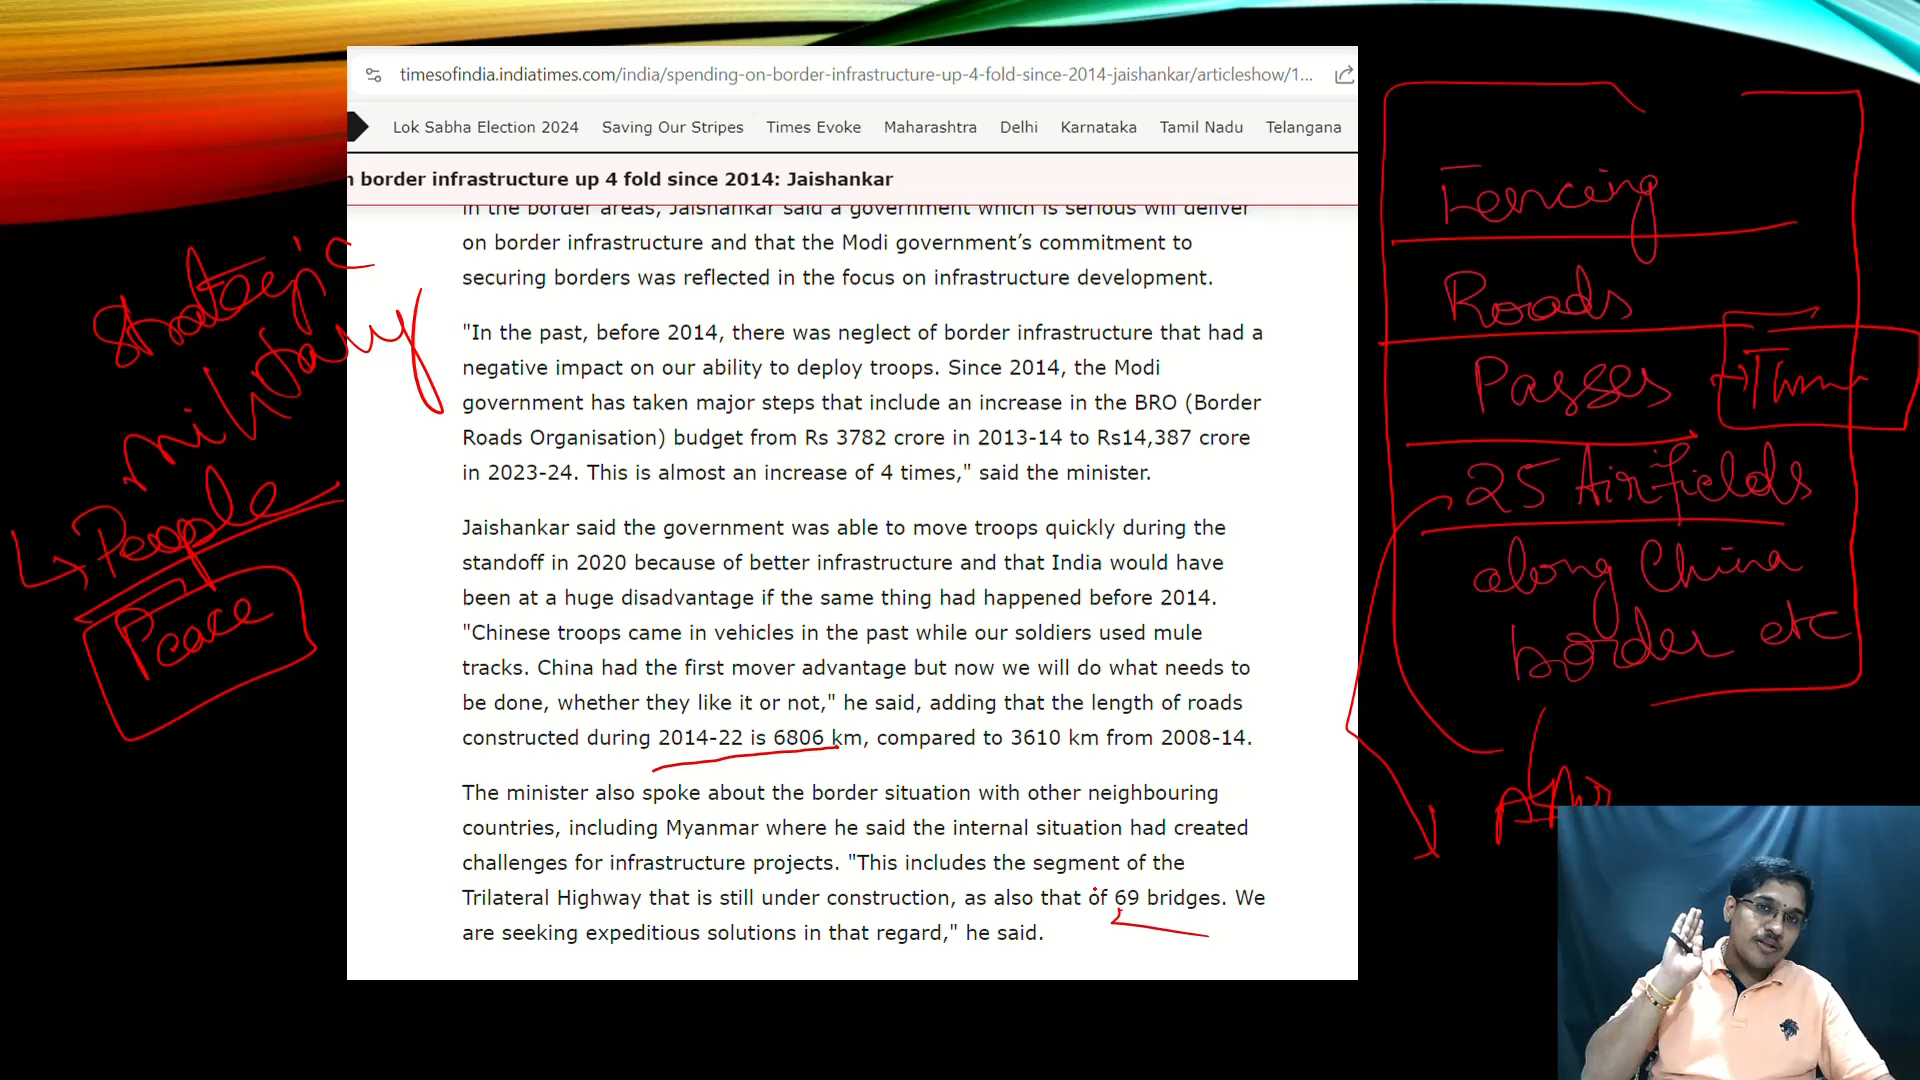 timesofindia.indiatimes.com/india/spending-on-border-infrastructure-up-4-fold-since-2014-jaishankar/articleshow/1...
Lok Sabha Election 2024 Saving Our Stripes Times Evoke Maharashtra Delhi Karnataka Tamil Nadu Telangana
border infrastructure up 4 fold since 2014: Jaishankar
in the border areas, Jaishankar said a government which is serious will deliver
on border infrastructure and that the Modi government’s commitment to
securing borders was reflected in the focus on infrastructure development.
"In the past, before 2014, there was neglect of border infrastructure that had a
negative impact on our ability to deploy troops. Since 2014, the Modi
government has taken major steps that include an increase in the BRO (Border
Roads Organisation) budget from Rs 3782 crore in 2013-14 to Rs14,387 crore
in 2023-24. This is almost an increase of 4 times," said the minister.
Jaishankar said the government was able to move troops quickly during the
standoff in 2020 because of better infrastructure and that India would have
been at a huge disadvantage if the same thing had happened before 2014.
"Chinese troops came in vehicles in the past while our soldiers used mule
tracks. China had the first mover advantage but now we will do what needs to
be done, whether they like it or not," he said, adding that the length of roads
constructed during 2014-22 is 6806 km, compared to 3610 km from 2008-14.
The minister also spoke about the border situation with other neighbouring
countries, including Myanmar where he said the internal situation had created
challenges for infrastructure projects. "This includes the segment of the
Trilateral Highway that is still under construction, as also that of 69 bridges. We
are seeking expeditious solutions in that regard," he said.
Strategic
military
People
Peace
Fencing
Roads
Passes
25 Airfields
along China
border etc